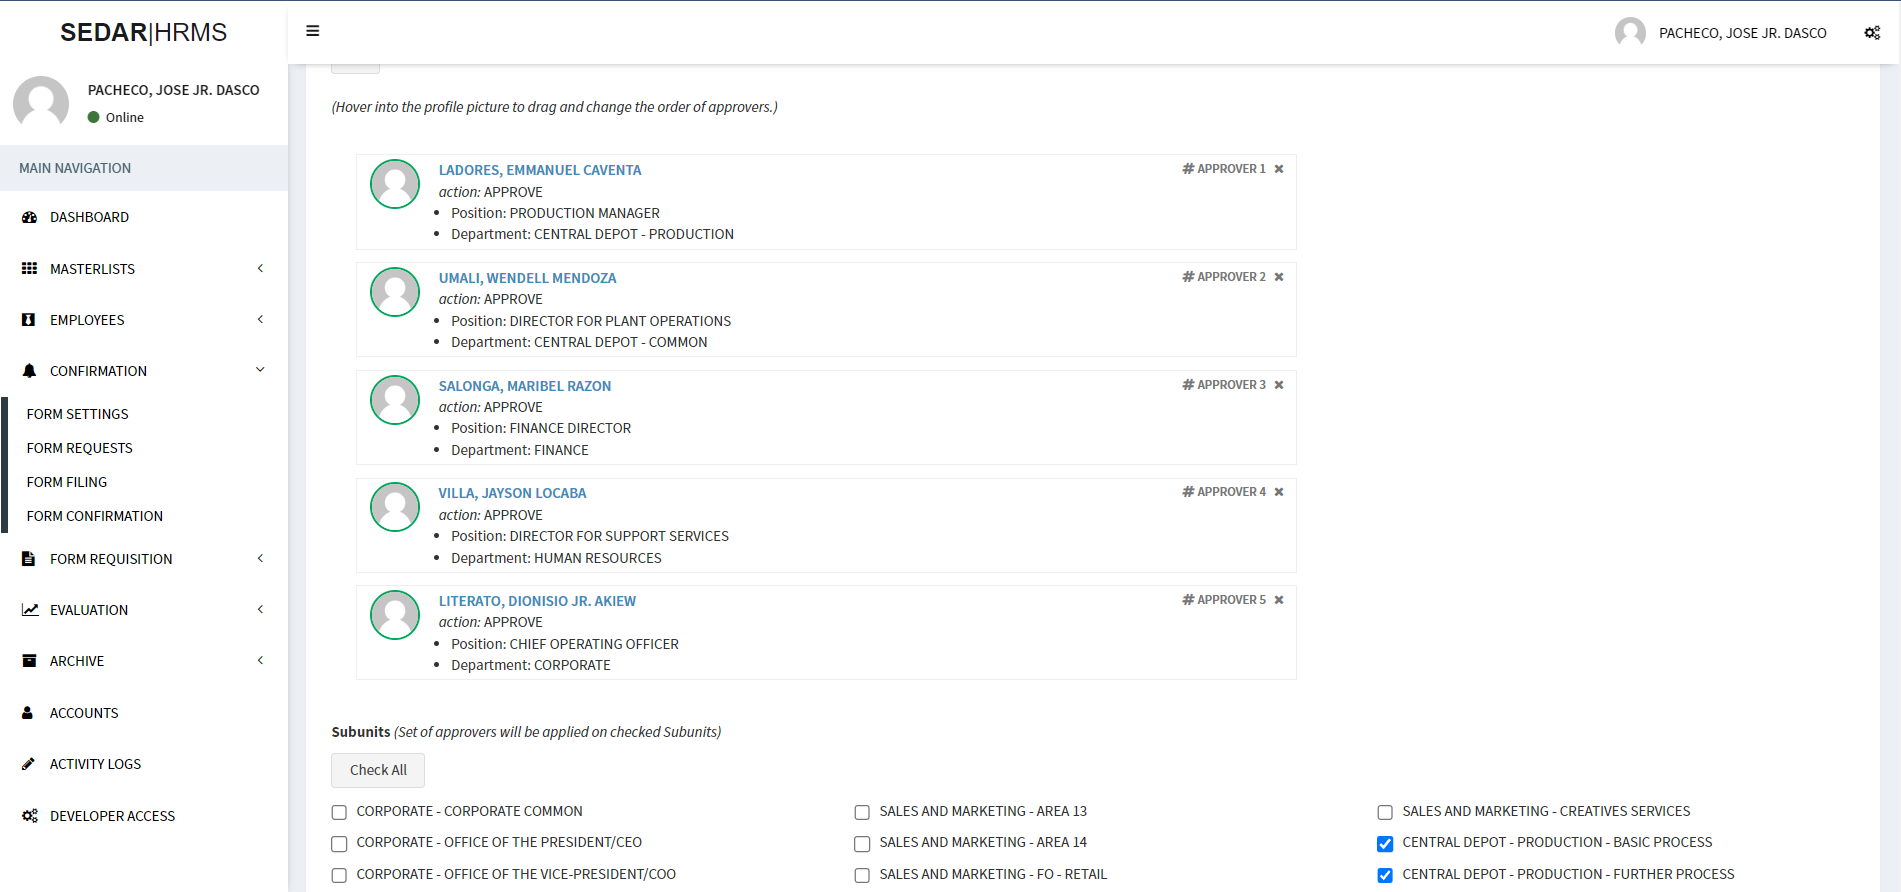 SEDAR|HRMS
PACHECO, JOSE JR. DASCO
PACHECO, JOSE JR. DASCO
Online
MAIN NAVIGATION
DASHBOARD
MASTERLISTS
EMPLOYEES
CONFIRMATION
FORM SETTINGS
FORM REQUESTS
FORM FILING
FORM CONFIRMATION
FORM REQUISITION
EVALUATION
ARCHIVE
ACCOUNTS
ACTIVITY LOGS
DEVELOPER ACCESS
(Hover into the profile picture to drag and change the order of approvers.)
LADORES, EMMANUEL CAVENTA
# APPROVER 1
action: APPROVE
Position: PRODUCTION MANAGER
Department: CENTRAL DEPOT - PRODUCTION
UMALI, WENDELL MENDOZA
# APPROVER 2
action: APPROVE
Position: DIRECTOR FOR PLANT OPERATIONS
Department: CENTRAL DEPOT - COMMON
SALONGA, MARIBEL RAZON
# APPROVER 3
action: APPROVE
Position: FINANCE DIRECTOR
Department: FINANCE
VILLA, JAYSON LOCABA
# APPROVER 4
action: APPROVE
Position: DIRECTOR FOR SUPPORT SERVICES
Department: HUMAN RESOURCES
LITERATO, DIONISIO JR. AKIEW
# APPROVER 5
action: APPROVE
Position: CHIEF OPERATING OFFICER
Department: CORPORATE
Subunits (Set of approvers will be applied on checked Subunits)
Check All
CORPORATE - CORPORATE COMMON
SALES AND MARKETING - AREA 13
SALES AND MARKETING - CREATIVES SERVICES
CORPORATE - OFFICE OF THE PRESIDENT/CEO
SALES AND MARKETING - AREA 14
CENTRAL DEPOT - PRODUCTION - BASIC PROCESS
CORPORATE - OFFICE OF THE VICE-PRESIDENT/COO
SALES AND MARKETING - FO - RETAIL
CENTRAL DEPOT - PRODUCTION - FURTHER PROCESS